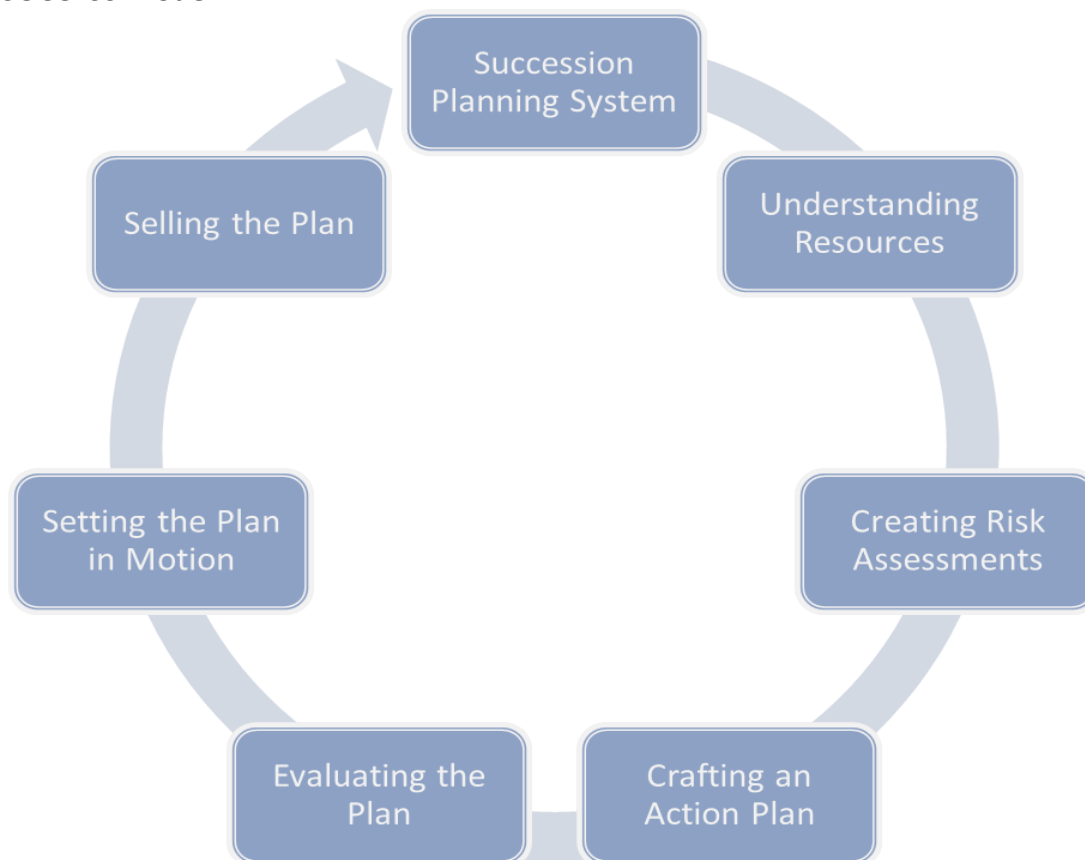 Succession
Planning System
Understanding
Resources
Creating Risk
Assessments
Crafting an
Action Plan
Evaluating the
Plan
Setting the Plan
in Motion
Selling the Plan